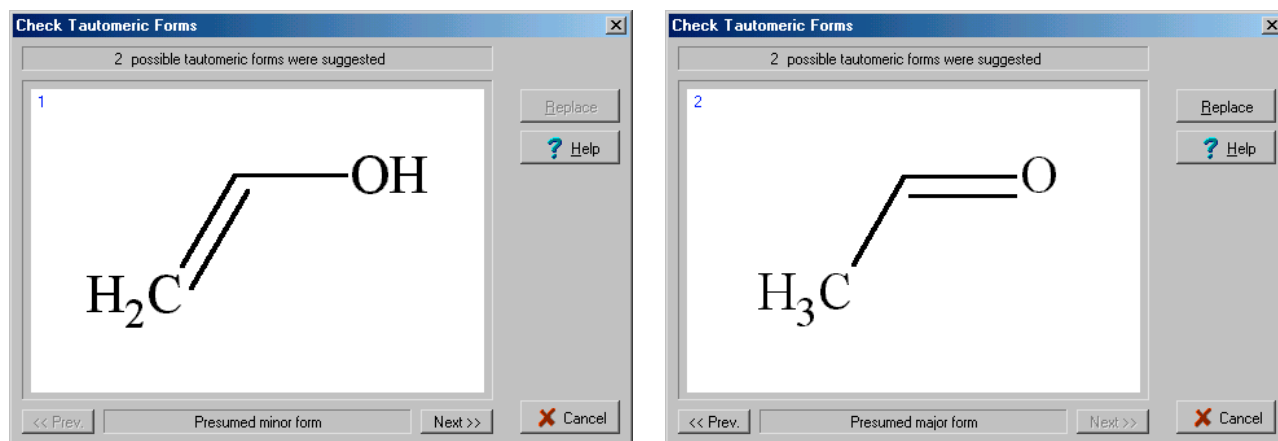 Check Tautomeric Forms
2 possible tautomeric forms were suggested
1
OH
H2C
Replace
? Help
<< Prev.
Presumed minor form
Next >>
Cancel
Check Tautomeric Forms
2 possible tautomeric forms were suggested
2
O
H3C
Replace
? Help
<< Prev.
Presumed major form
Next >>
Cancel